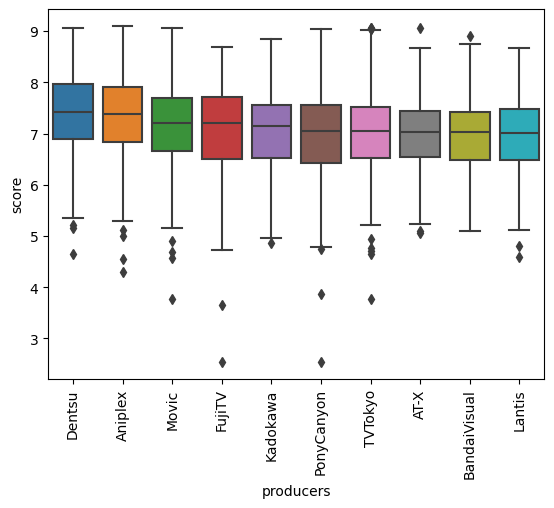 9
8
7
6
5
4
3
score
Dentsu
Aniplex
Movic
FujiTV
Kadokawa
PonyCanyon
TVTokyo
AT-X
BandaiVisual
Lantis
producers